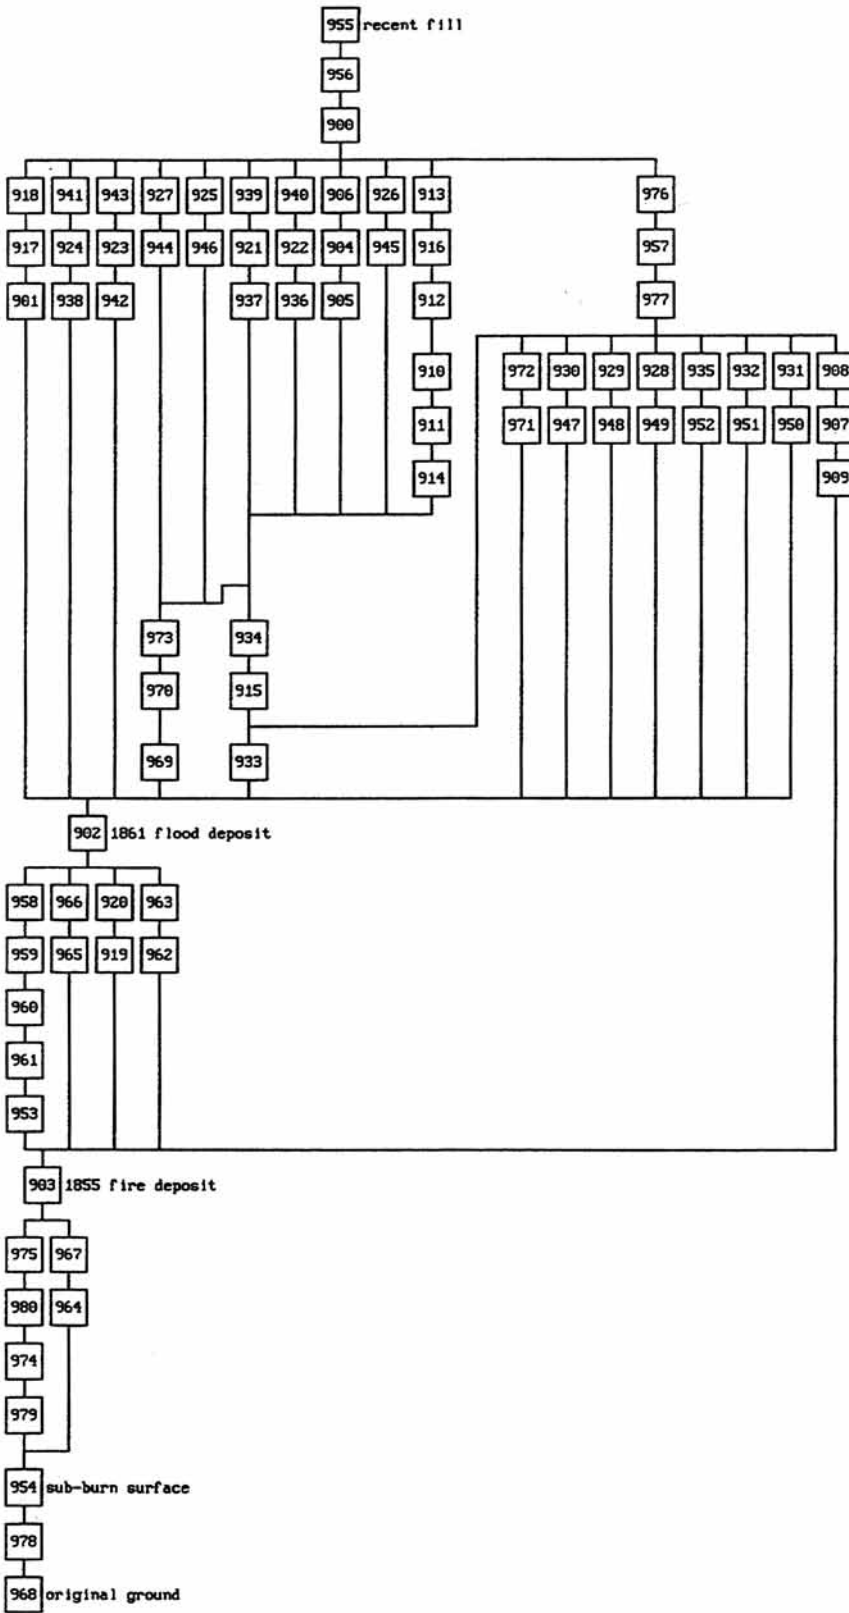 955 recent fill
956
900
918 941 943 927 925 939 940 906 926 913 976
917 924 923 944 946 921 922 904 945 916 957
901 938 942 937 936 905 912 977
910 972 930 929 928 935 932 931 908
911 971 947 948 949 952 951 950 907
914 909
973 934
970 915
969 933
902 1861 flood deposit
958 966 920 963
959 965 919 962
960
961
953
903 1855 fire deposit
975 967
980 964
974
979
954 sub-burn surface
978
968 original ground